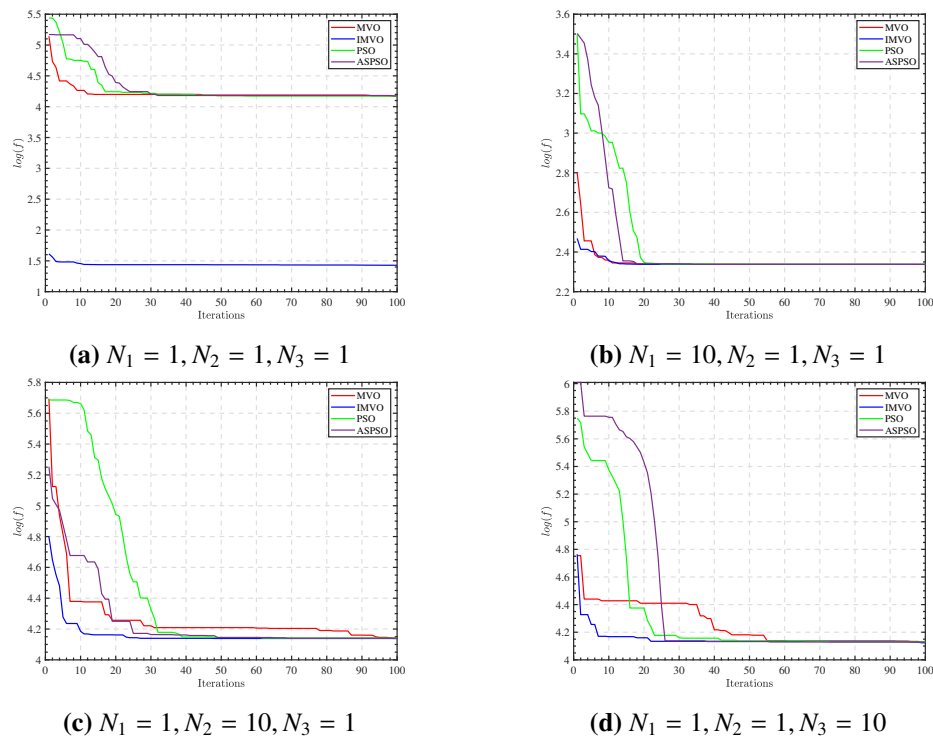 5.5
5
4.5
4
3.5
3
2.5
2
1.5
1
log(f)
0 10 20 30 40 50 60 70 80 90 100
Iterations
MVO
IMVO
PSO
ASPSO
(a) N₁ = 1, N₂ = 1, N₃ = 1
3.6
3.4
3.2
3
2.8
2.6
2.4
2.2
log(f)
0 10 20 30 40 50 60 70 80 90 100
Iterations
MVO
IMVO
PSO
ASPSO
(b) N₁ = 10, N₂ = 1, N₃ = 1
5.8
5.6
5.4
5.2
5
4.8
4.6
4.4
4.2
4
log(f)
0 10 20 30 40 50 60 70 80 90 100
Iterations
MVO
IMVO
PSO
ASPSO
(c) N₁ = 1, N₂ = 10, N₃ = 1
6
5.8
5.6
5.4
5.2
5
4.8
4.6
4.4
4.2
4
log(f)
0 10 20 30 40 50 60 70 80 90 100
Iterations
MVO
IMVO
PSO
ASPSO
(d) N₁ = 1, N₂ = 1, N₃ = 10